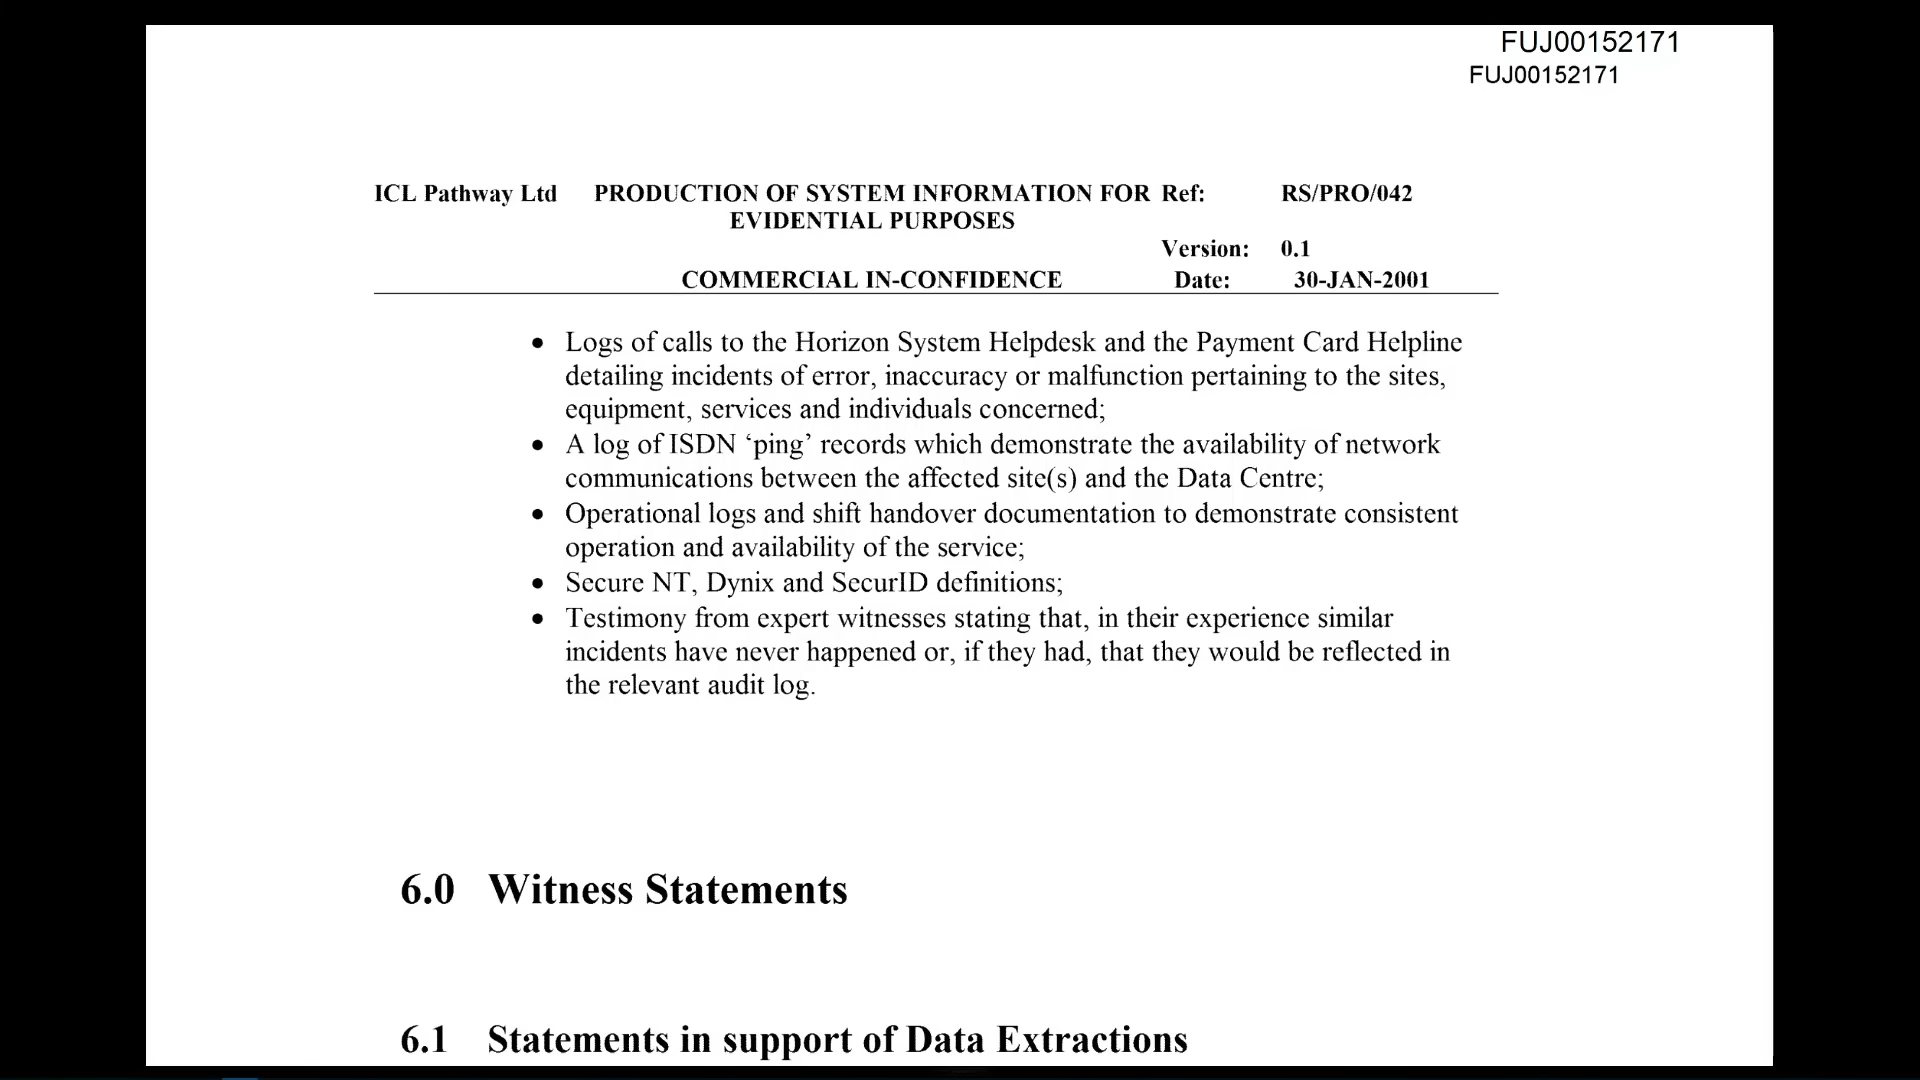 FUJ00152171
FUJ00152171
ICL Pathway Ltd PRODUCTION OF SYSTEM INFORMATION FOR Ref: RS/PRO/042
EVIDENTIAL PURPOSES
Version: 0.1
COMMERCIAL IN-CONFIDENCE Date: 30-JAN-2001
• Logs of calls to the Horizon System Helpdesk and the Payment Card Helpline
detailing incidents of error, inaccuracy or malfunction pertaining to the sites,
equipment, services and individuals concerned;
• A log of ISDN ‘ping’ records which demonstrate the availability of network
communications between the affected site(s) and the Data Centre;
• Operational logs and shift handover documentation to demonstrate consistent
operation and availability of the service;
• Secure NT, Dynix and SecurID definitions;
• Testimony from expert witnesses stating that, in their experience similar
incidents have never happened or, if they had, that they would be reflected in
the relevant audit log.
6.0 Witness Statements
6.1 Statements in support of Data Extractions